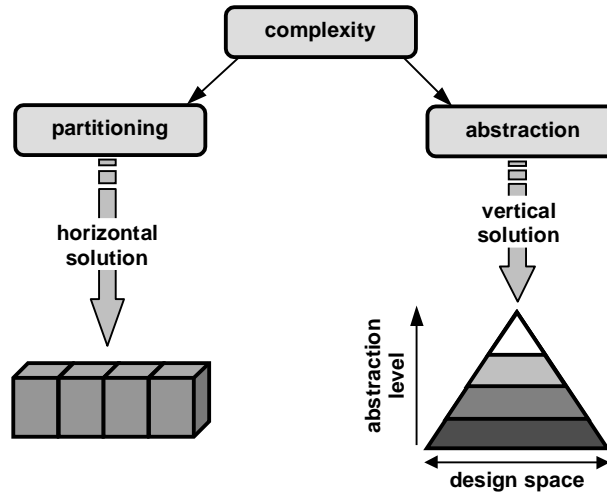 complexity
partitioning
abstraction
horizontal
solution
vertical
solution
abstraction
level
design space